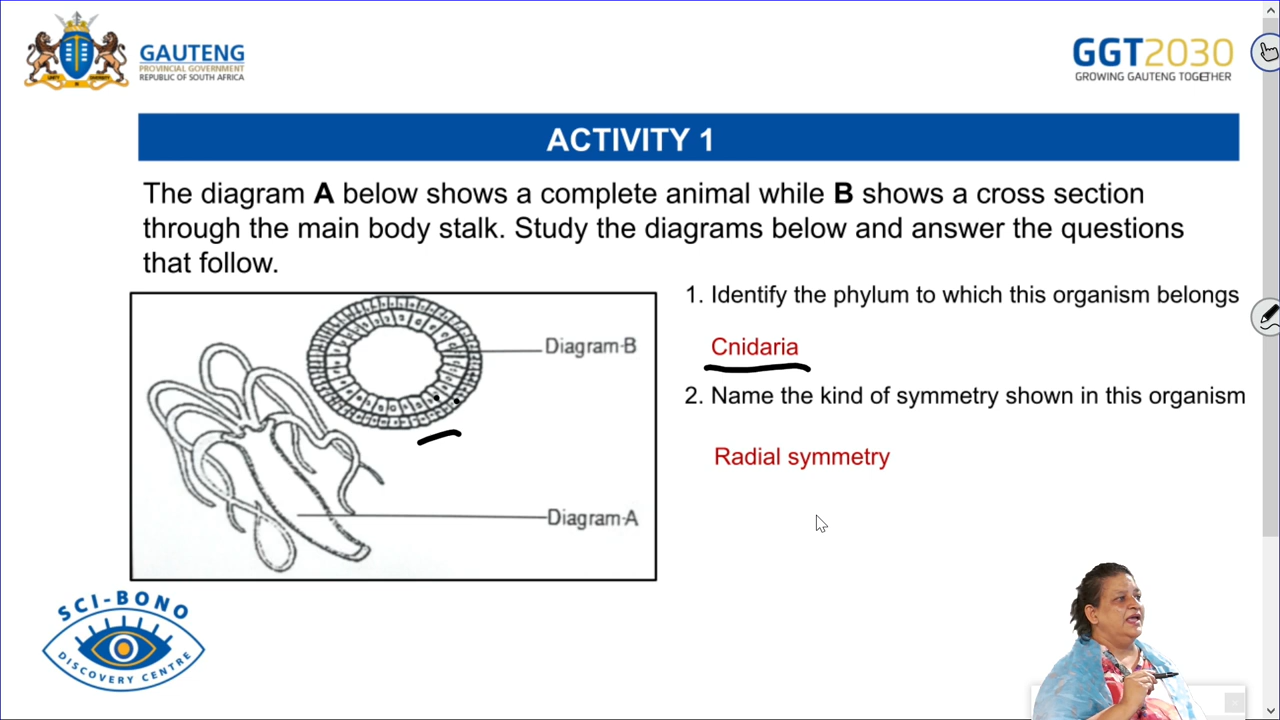 GAUTENG
PROVINCIAL GOVERNMENT
REPUBLIC OF SOUTH AFRICA
GGT2030
GROWING GAUTENG TOGETHER
ACTIVITY 1
The diagram A below shows a complete animal while B shows a cross section
through the main body stalk. Study the diagrams below and answer the questions
that follow.
Diagram-B
Diagram-A
1. Identify the phylum to which this organism belongs
Cnidaria
2. Name the kind of symmetry shown in this organism
Radial symmetry
SCI-BONO
DISCOVERY CENTRE